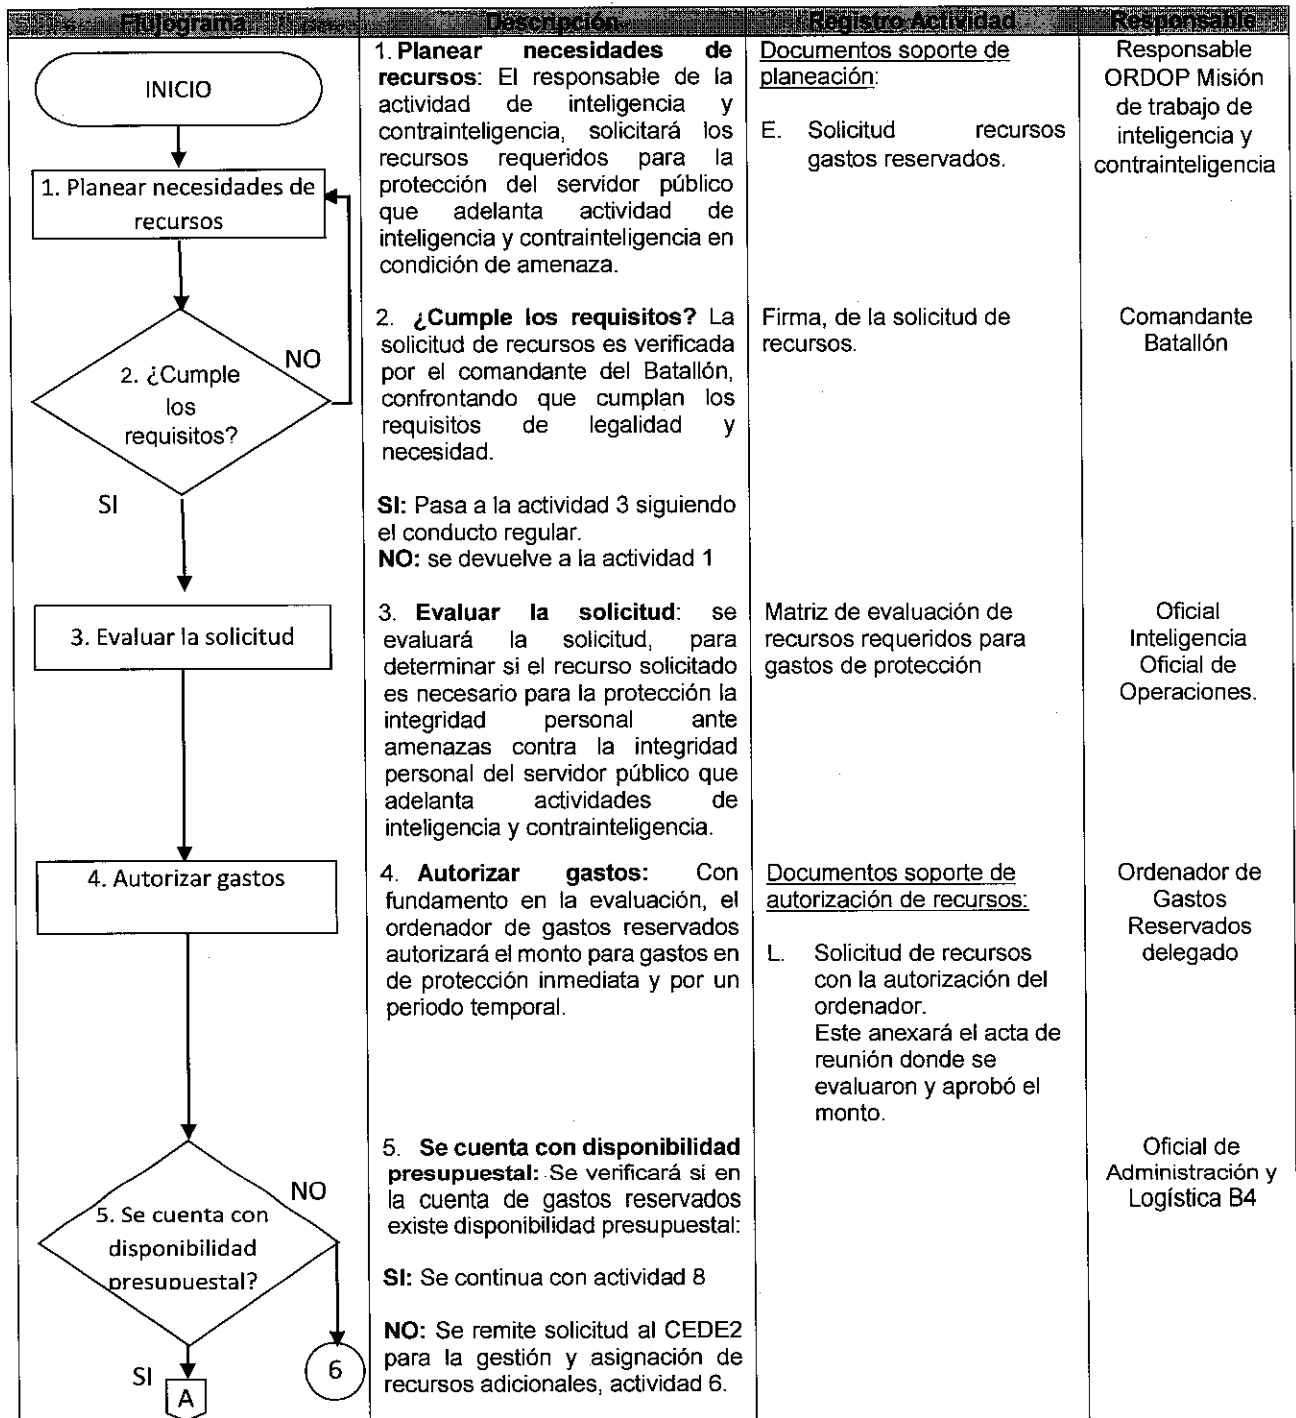 Flujograma
Descripción
Registro Actividad
Responsable
INICIO
1. Planear necesidades de
recursos
2. ¿Cumple
los
requisitos?
NO
SI
3. Evaluar la solicitud
4. Autorizar gastos
5. Se cuenta con
disponibilidad
presupuestal?
NO
SI
A
6
1. Planear necesidades de
recursos: El responsable de la
actividad de inteligencia y
contrainteligencia, solicitará los
recursos requeridos para la
protección del servidor público
que adelanta actividad de
inteligencia y contrainteligencia en
condición de amenaza.
2. ¿Cumple los requisitos? La
solicitud de recursos es verificada
por el comandante del Batallón,
confrontando que cumplan los
requisitos de legalidad y
necesidad.
SI: Pasa a la actividad 3 siguiendo
el conducto regular.
NO: se devuelve a la actividad 1
3. Evaluar la solicitud: se
evaluará la solicitud, para
determinar si el recurso solicitado
es necesario para la protección la
integridad personal ante
amenazas contra la integridad
personal del servidor público que
adelanta actividades de
inteligencia y contrainteligencia.
4. Autorizar gastos: Con
fundamento en la evaluación, el
ordenador de gastos reservados
autorizará el monto para gastos en
de protección inmediata y por un
periodo temporal.
5. Se cuenta con disponibilidad
presupuestal: Se verificará si en
la cuenta de gastos reservados
existe disponibilidad presupuestal:
SI: Se continua con actividad 8
NO: Se remite solicitud al CEDE2
para la gestión y asignación de
recursos adicionales, actividad 6.
Documentos soporte de
planeación:
E. Solicitud recursos
gastos reservados.
Firma, de la solicitud de
recursos.
Matriz de evaluación de
recursos requeridos para
gastos de protección
Documentos soporte de
autorización de recursos:
L. Solicitud de recursos
con la autorización del
ordenador.
Este anexará el acta de
reunión donde se
evaluaron y aprobó el
monto.
Responsable
ORDOP Misión
de trabajo de
inteligencia y
contrainteligencia
Comandante
Batallón
Oficial
Inteligencia
Oficial de
Operaciones.
Ordenador de
Gastos
Reservados
delegado
Oficial de
Administración y
Logística B4